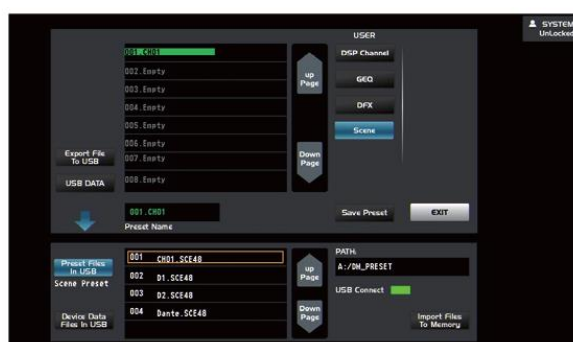 SYSTEM
UnLocked
USER
001.CH01
002.Empty
003.Empty
004.Empty
005.Empty
006.Empty
007.Empty
008.Empty
up
Page
Down
Page
DSP Channel
GEQ
DFX
Scene
Export File
To USB
USB DATA
001.CH01
Preset Name
Save Preset
EXIT
Preset Files
In USB
Scene Preset
Device Data
Files In USB
001 CH01.SCE48
002 D1.SCE48
003 D2.SCE48
004 Dante.SCE48
up
Page
Down
Page
PATH:
A:/DM_PRESET
USB Connect
Import Files
To Memory